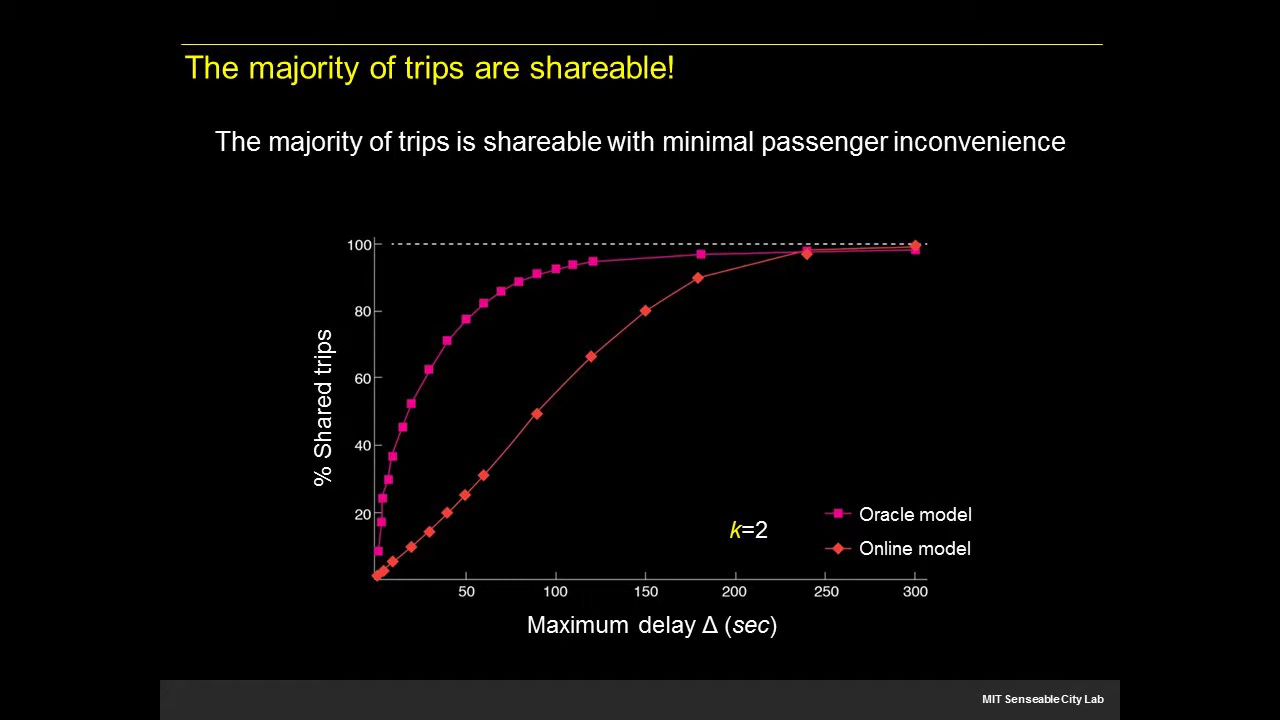 The majority of trips are shareable!
The majority of trips is shareable with minimal passenger inconvenience
100
80
60
40
20
% Shared trips
k=2
Oracle model
Online model
50 100 150 200 250 300
Maximum delay Δ (sec)
MIT Senseable City Lab